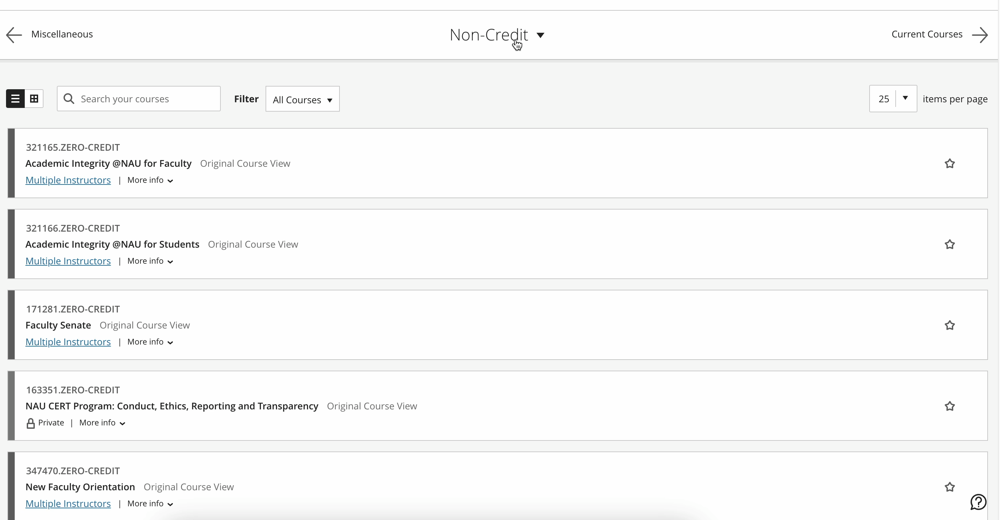 Miscellaneous
Non-Credit
Current Courses
Search your courses
Filter
All Courses
25
items per page
321165.ZERO-CREDIT
Academic Integrity @NAU for Faculty Original Course View
Multiple Instructors | More info
321166.ZERO-CREDIT
Academic Integrity @NAU for Students Original Course View
Multiple Instructors | More info
171281.ZERO-CREDIT
Faculty Senate Original Course View
Multiple Instructors | More info
163351.ZERO-CREDIT
NAU CERT Program: Conduct, Ethics, Reporting and Transparency Original Course View
Private | More info
347470.ZERO-CREDIT
New Faculty Orientation Original Course View
Multiple Instructors | More info